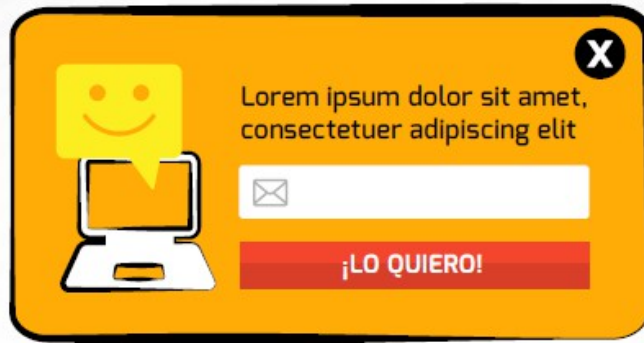 X
Lorem ipsum dolor sit amet,
consectetuer adipiscing elit
¡LO QUIERO!